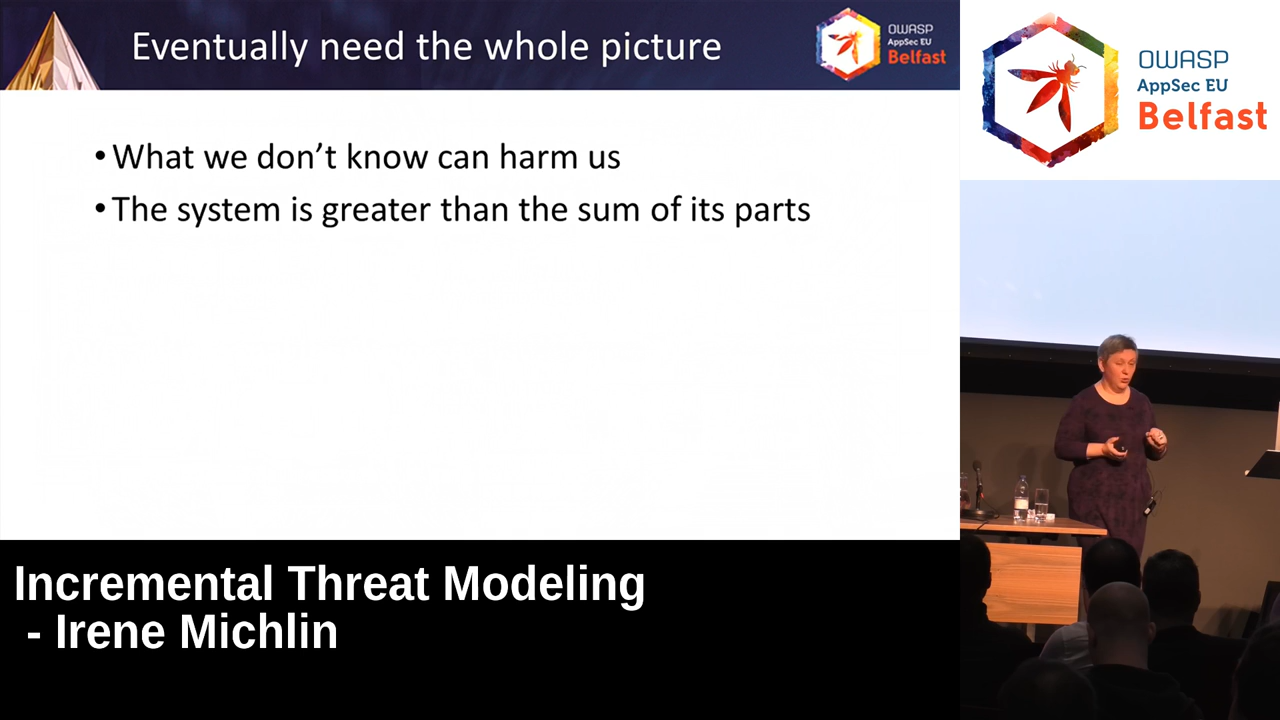 Eventually need the whole picture
OWASP
AppSec EU
Belfast
• What we don’t know can harm us
• The system is greater than the sum of its parts
OWASP
AppSec EU
Belfast
Incremental Threat Modeling
- Irene Michlin